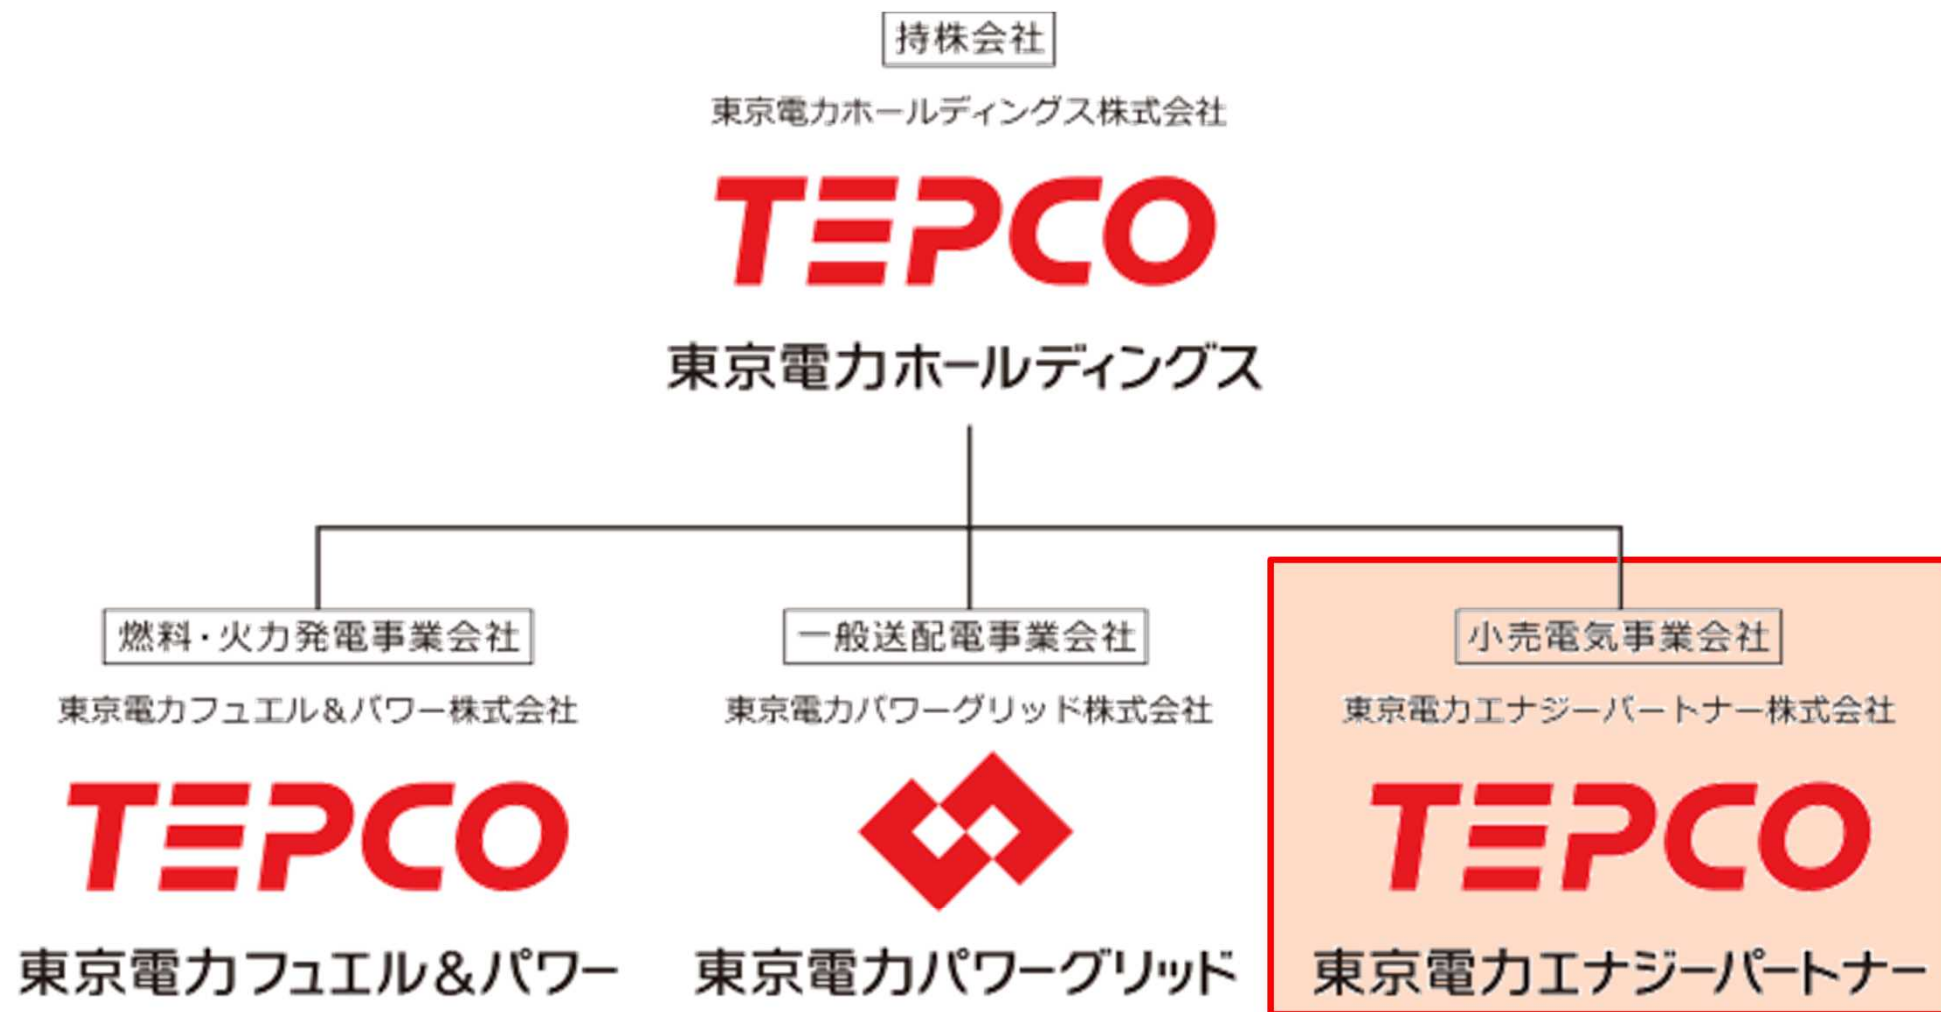 持株会社
東京電力ホールディングス株式会社
TEPCO
東京電力ホールディングス
燃料・火力発電事業会社
一般送配電事業会社
小売電気事業会社
東京電力フュエル&パワー株式会社
東京電力パワーグリッド株式会社
東京電力エナジーパートナー株式会社
TEPCO
TEPCO
東京電力フュエル&パワー
東京電力パワーグリッド
東京電力エナジーパートナー